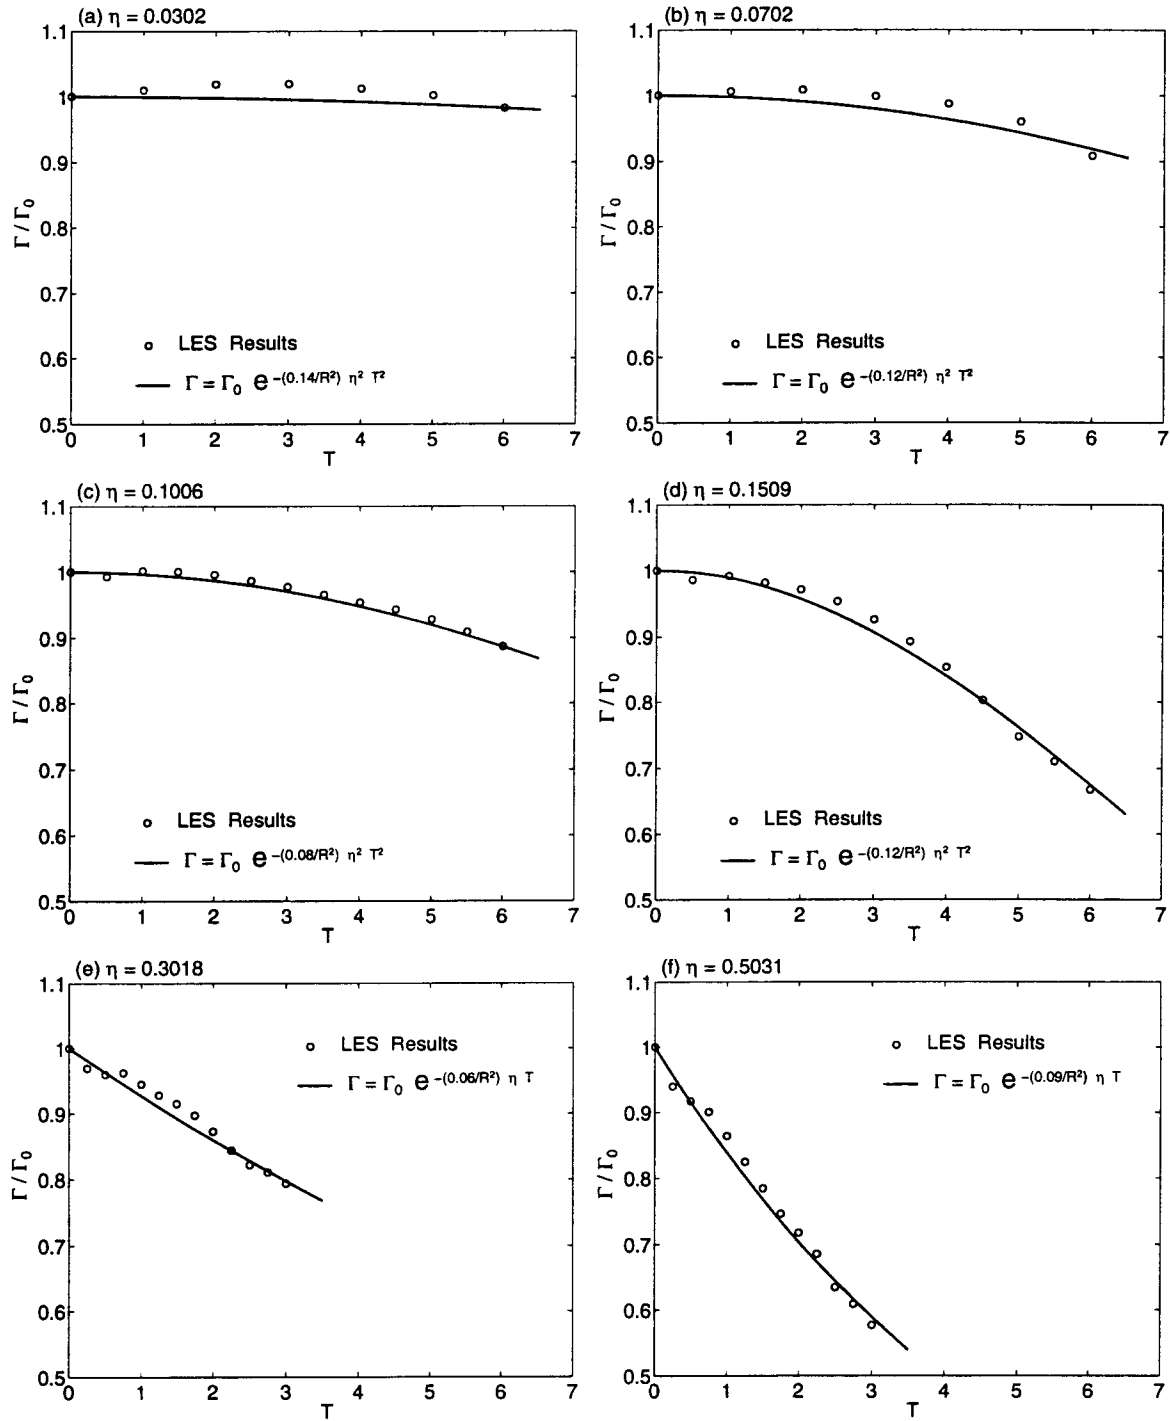 (a) η = 0.0302
1.1
1
0.9
0.8
0.7
0.6
0.5
Γ / Γ₀
LES Results
Γ = Γ₀ e^-(0.14/R²) η² T²
0 1 2 3 4 5 6 7
T
(b) η = 0.0702
1.1
1
0.9
0.8
0.7
0.6
0.5
Γ / Γ₀
LES Results
Γ = Γ₀ e^-(0.12/R²) η² T²
0 1 2 3 4 5 6 7
T
(c) η = 0.1006
1.1
1
0.9
0.8
0.7
0.6
0.5
Γ / Γ₀
LES Results
Γ = Γ₀ e^-(0.08/R²) η² T²
0 1 2 3 4 5 6 7
T
(d) η = 0.1509
1.1
1
0.9
0.8
0.7
0.6
0.5
Γ / Γ₀
LES Results
Γ = Γ₀ e^-(0.12/R²) η² T²
0 1 2 3 4 5 6 7
T
(e) η = 0.3018
1.1
1
0.9
0.8
0.7
0.6
0.5
Γ / Γ₀
LES Results
Γ = Γ₀ e^-(0.06/R²) η T
0 1 2 3 4 5 6 7
T
(f) η = 0.5031
1.1
1
0.9
0.8
0.7
0.6
0.5
Γ / Γ₀
LES Results
Γ = Γ₀ e^-(0.09/R²) η T
0 1 2 3 4 5 6 7
T